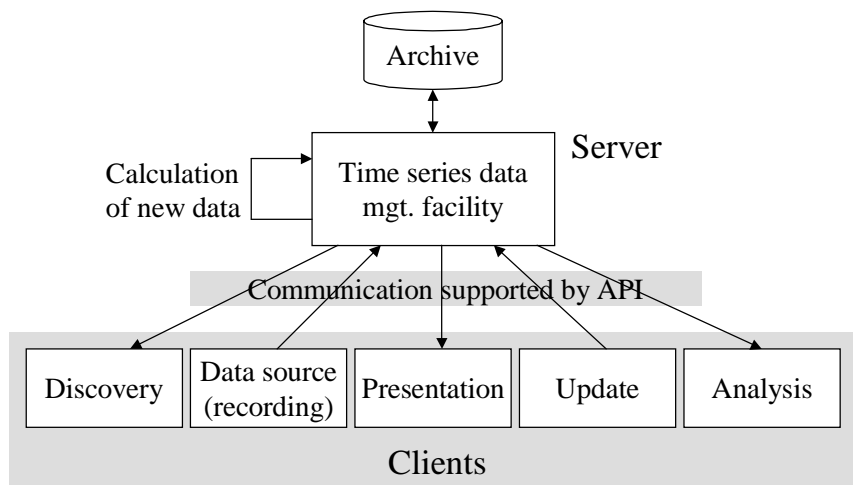 Archive
Server
Calculation
of new data
Time series data
mgt. facility
Communication supported by API
Discovery
Data source
(recording)
Presentation
Update
Analysis
Clients